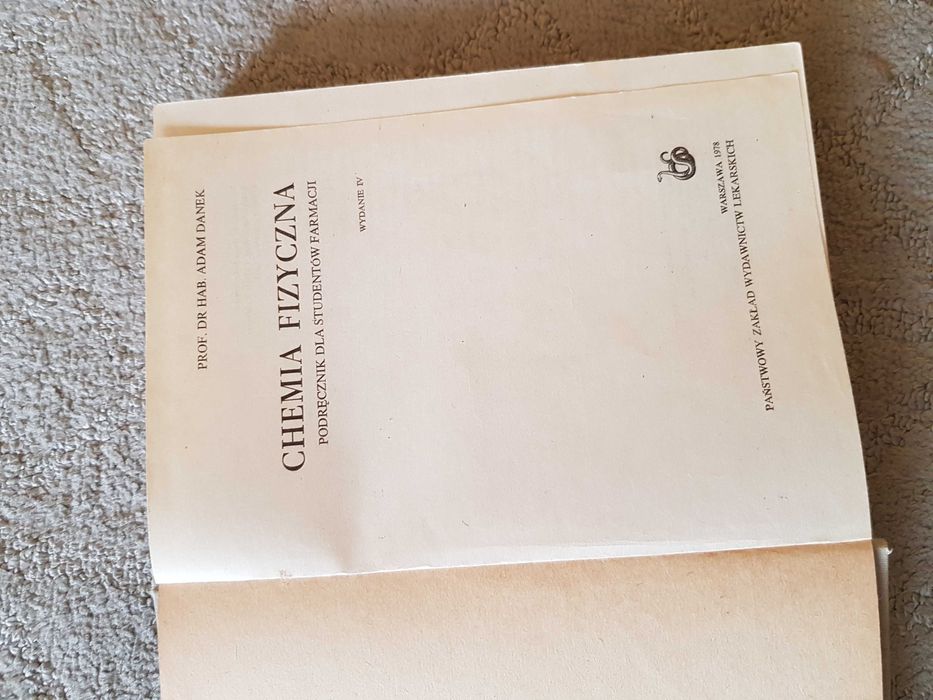 PROF. DR HAB. ADAM DANEK
CHEMIA FIZYCZNA
PODRĘCZNIK DLA STUDENTÓW FARMACJI
WYDANIE IV
WARSZAWA 1978
PAŃSTWOWY ZAKŁAD WYDAWNICTW LEKARSKICH